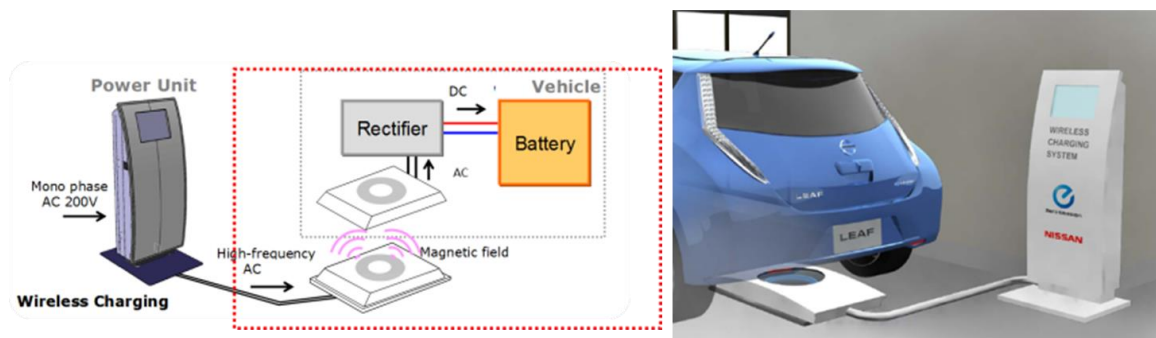 Power Unit
Vehicle
DC
Rectifier
Battery
AC
Mono phase
AC 200V
High-frequency
AC
Magnetic field
Wireless Charging
WIRELESS
CHARGING
SYSTEM
NISSAN
LEAF
LEAF